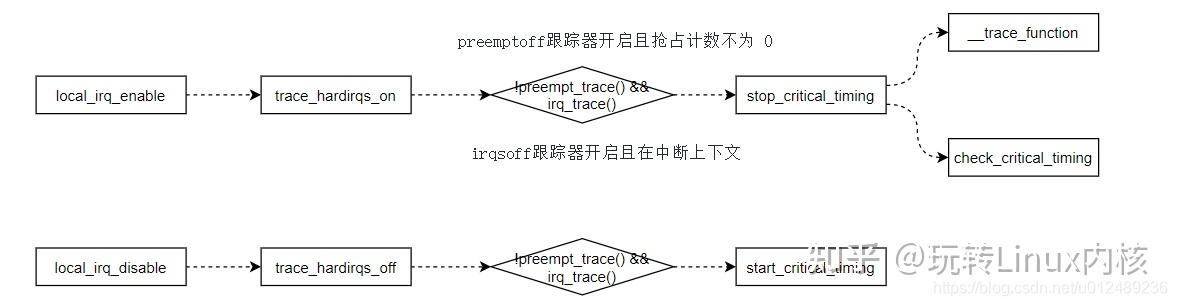 preemptoff跟踪器开启且抢占计数不为 0
__trace_function
local_irq_enable
trace_hardirqs_on
!preempt_trace() &&
irq_trace()
stop_critical_timing
irqsoff跟踪器开启且在中断上下文
check_critical_timing
local_irq_disable
trace_hardirqs_off
!preempt_trace() &&
irq_trace()
start_critical_timing
知乎 @玩转Linux内核
https://blog.csdn.net/u012489236